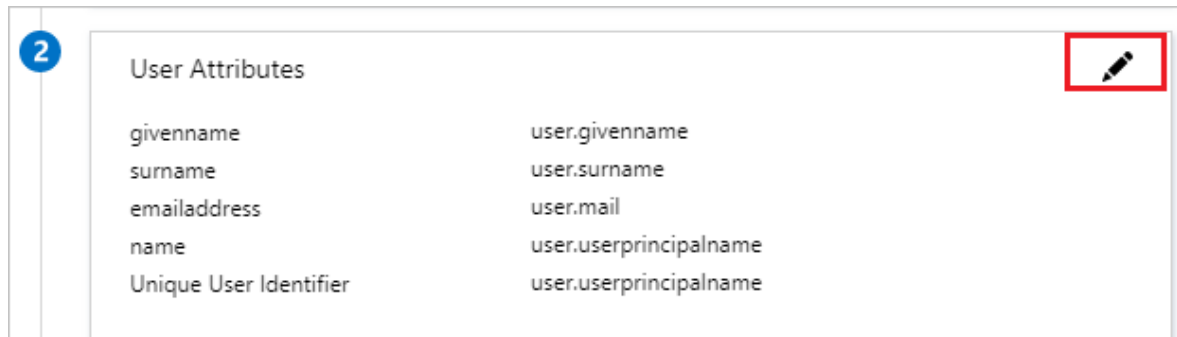 2
User Attributes
givenname user.givenname
surname user.surname
emailaddress user.mail
name user.userprincipalname
Unique User Identifier user.userprincipalname